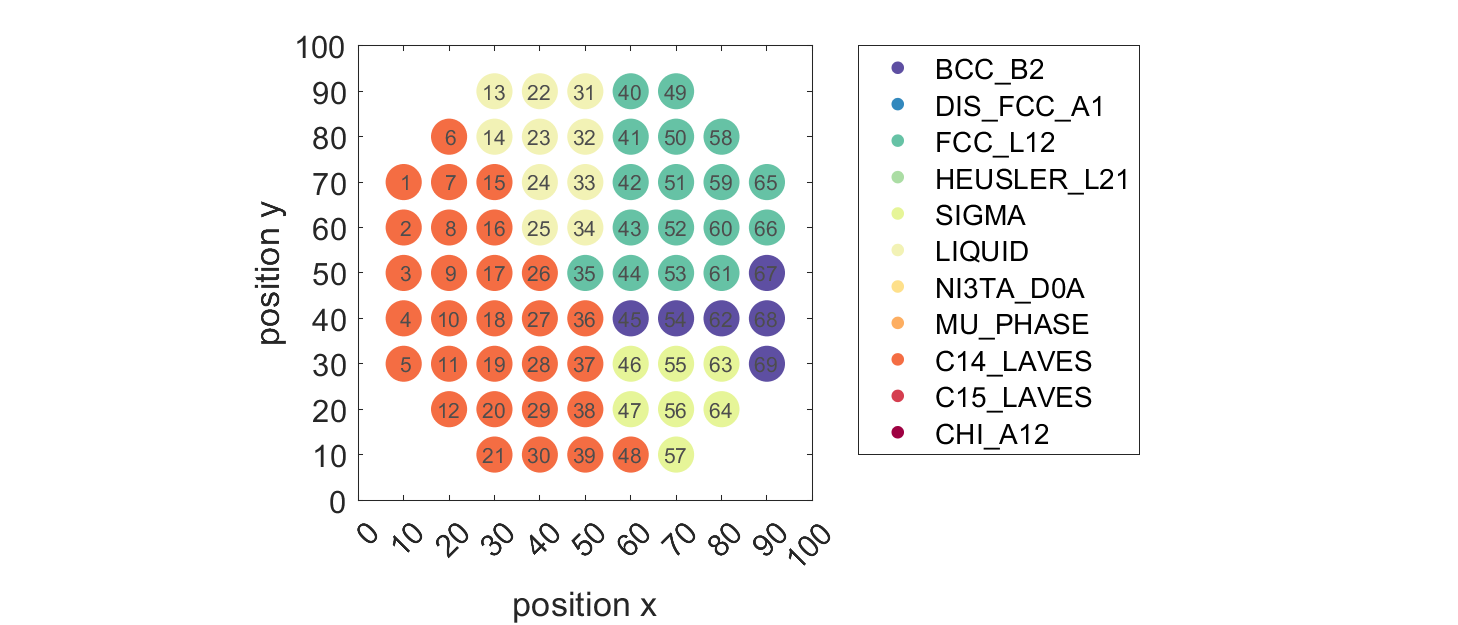 100
90
80
70
60
50
40
30
20
10
0
position y
13 22 31 40 49
6 14 23 32 41 50 58
1 7 15 24 33 42 51 59 65
2 8 16 25 34 43 52 60 66
3 9 17 26 35 44 53 61 67
4 10 18 27 36 45 54 62 68
5 11 19 28 37 46 55 63 69
12 20 29 38 47 56 64
21 30 39 48 57
0 10 20 30 40 50 60 70 80 90 100
position x
BCC_B2
DIS_FCC_A1
FCC_L12
HEUSLER_L21
SIGMA
LIQUID
NI3TA_D0A
MU_PHASE
C14_LAVES
C15_LAVES
CHI_A12